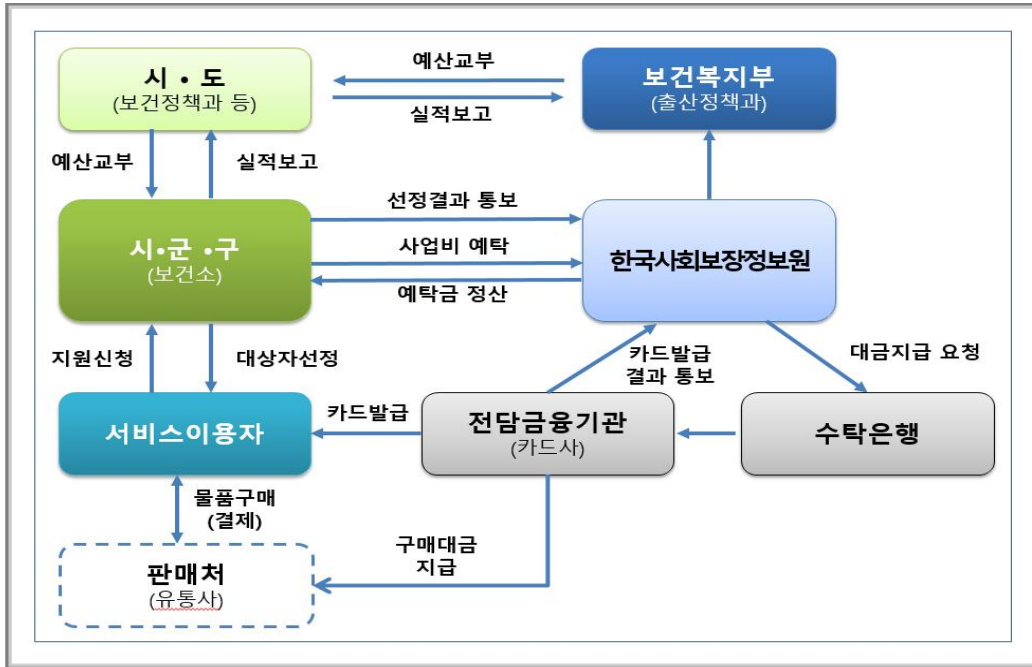 시 • 도
(보건정책과 등)
예산교부
실적보고
보건복지부
(출산정책과)
예산교부
실적보고
시•군 •구
(보건소)
선정결과 통보
사업비 예탁
예탁금 정산
한국사회보장정보원
지원신청
대상자선정
카드발급
결과 통보
대금지급 요청
서비스이용자
카드발급
전담금융기관
(카드사)
수탁은행
물품구매
(결제)
구매대금
지급
판매처
(유통사)